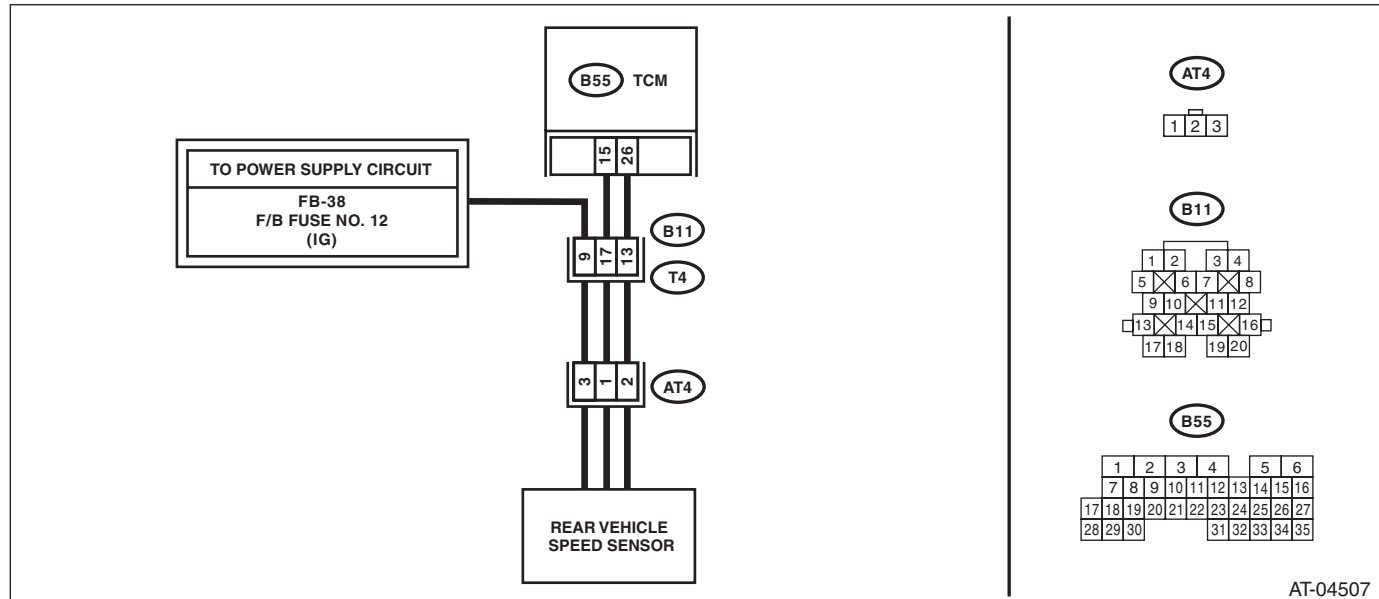 B55 TCM
15 26
TO POWER SUPPLY CIRCUIT
FB-38
F/B FUSE NO. 12
(IG)
B11
9 17 13
T4
3 1 2
AT4
REAR VEHICLE
SPEED SENSOR
AT4
1 2 3
B11
1 2 3 4
5 6 7 8
9 10 11 12
13 14 15 16
17 18 19 20
B55
1 2 3 4 5 6
7 8 9 10 11 12 13 14 15 16
17 18 19 20 21 22 23 24 25 26 27
28 29 30 31 32 33 34 35
AT-04507